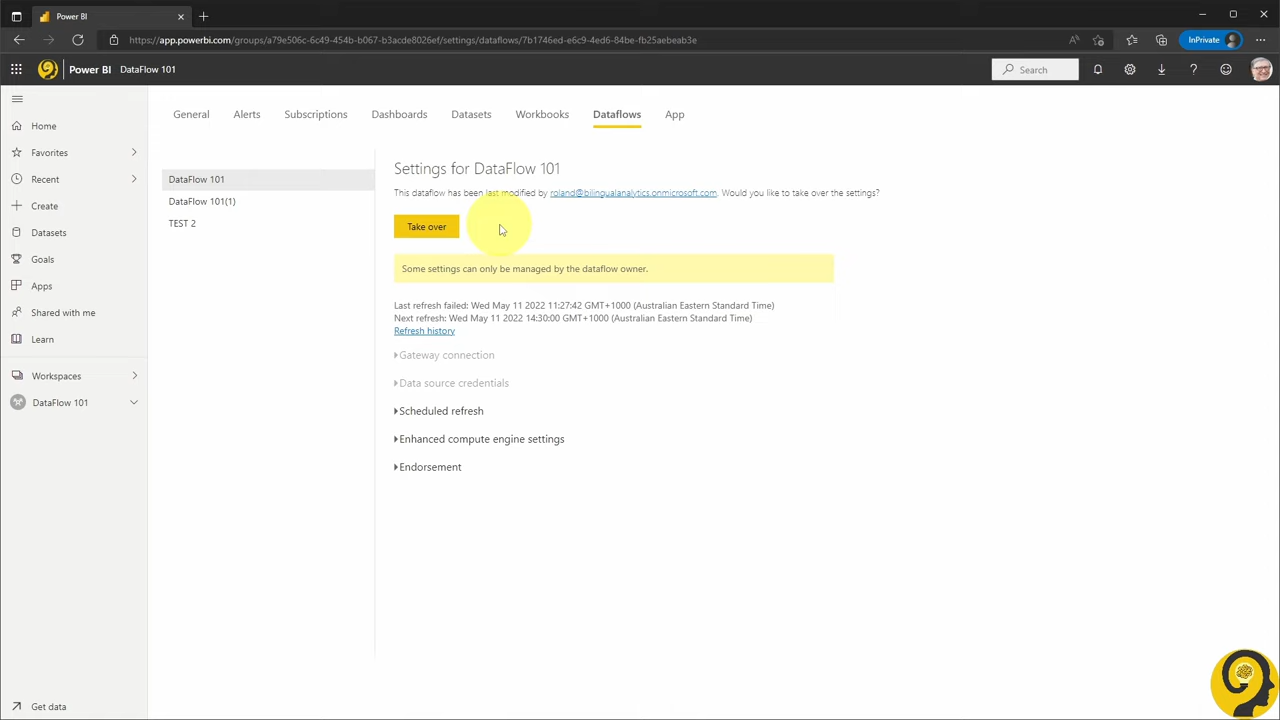 Power BI
https://app.powerbi.com/groups/a79e506c-6c49-454b-b067-b3acde8026ef/settings/dataflows/7b1746ed-e6c9-4ed6-84be-fb25aebeab3e
InPrivate
Power BI DataFlow 101
Search
Home
Favorites
Recent
Create
Datasets
Goals
Apps
Shared with me
Learn
Workspaces
DataFlow 101
Get data
General Alerts Subscriptions Dashboards Datasets Workbooks Dataflows App
DataFlow 101
DataFlow 101(1)
TEST 2
Settings for DataFlow 101
This dataflow has been last modified by roland@bilingualanalytics.onmicrosoft.com. Would you like to take over the settings?
Take over
Some settings can only be managed by the dataflow owner.
Last refresh failed: Wed May 11 2022 11:27:42 GMT+1000 (Australian Eastern Standard Time)
Next refresh: Wed May 11 2022 14:30:00 GMT+1000 (Australian Eastern Standard Time)
Refresh history
Gateway connection
Data source credentials
Scheduled refresh
Enhanced compute engine settings
Endorsement